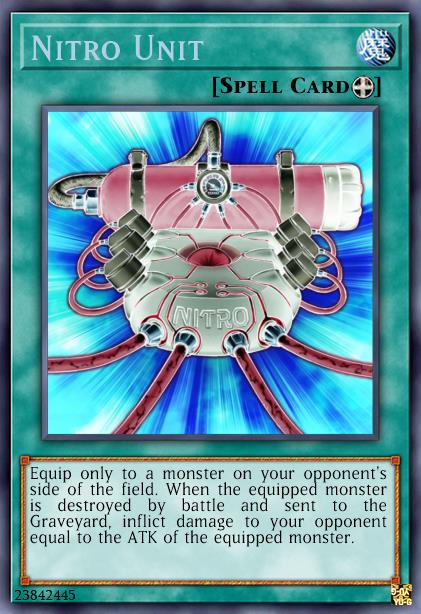 Nitro Unit
[Spell Card]
NITRO
Equip only to a monster on your opponent's
side of the field. When the equipped monster
is destroyed by battle and sent to the
Graveyard, inflict damage to your opponent
equal to the ATK of the equipped monster.
23842445